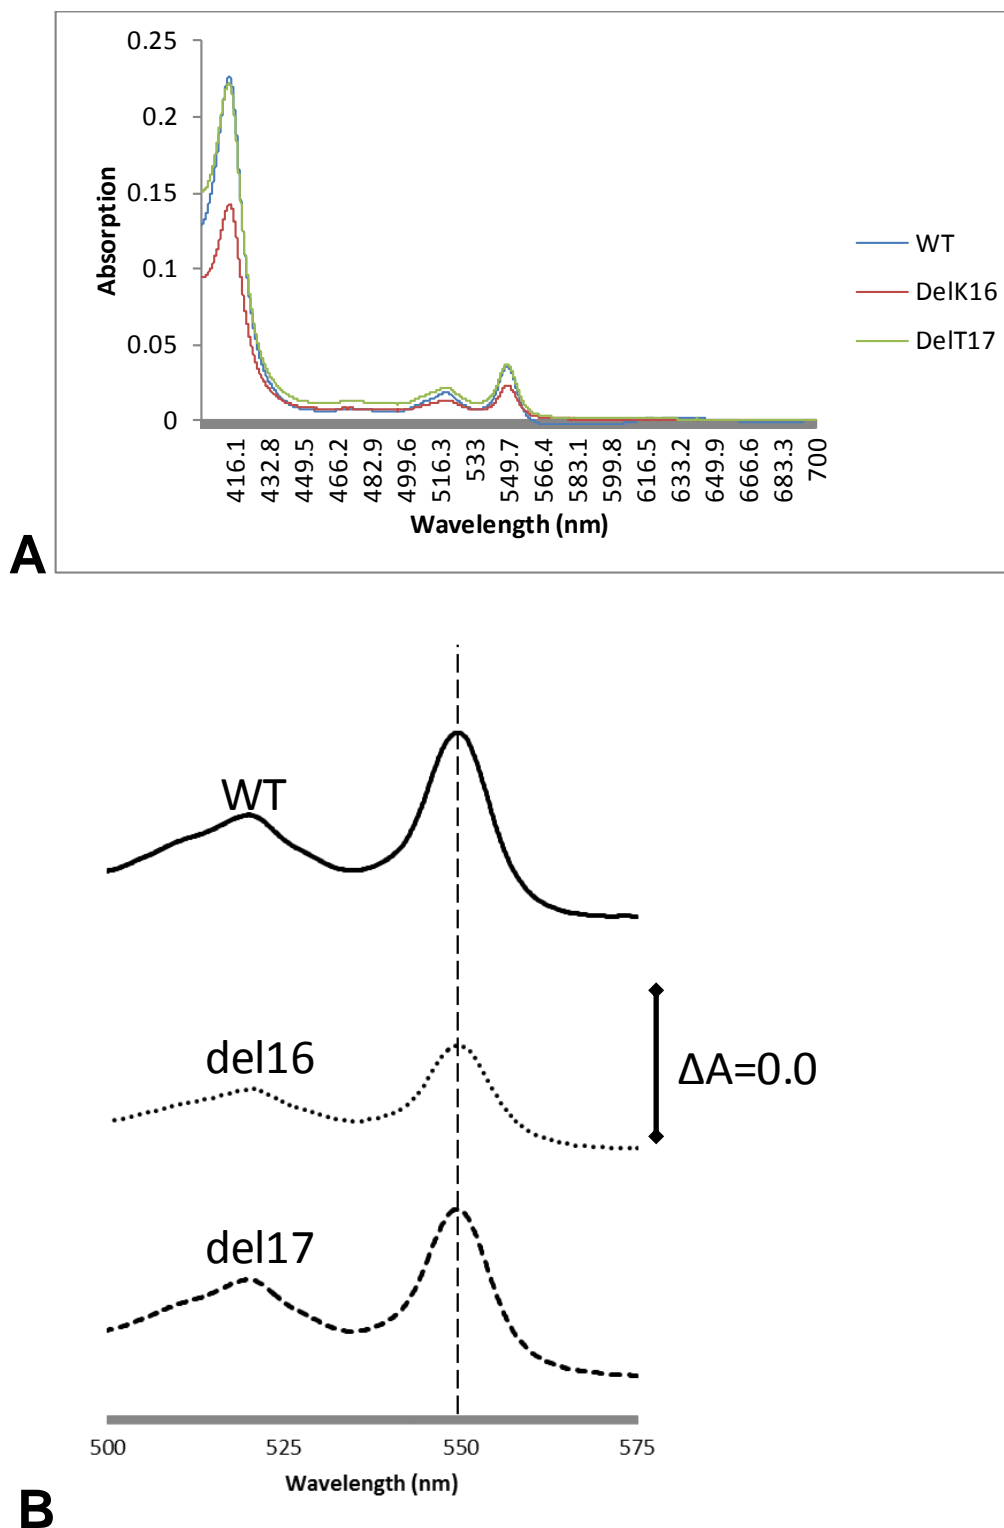 0.25
0.2
0.15
0.1
0.05
0
Absorption
WT
DelK16
DelT17
416.1 432.8 449.5 466.2 482.9 499.6 516.3 533 549.7 566.4 583.1 599.8 616.5 633.2 649.9 666.6 683.3 700
Wavelength (nm)
A
WT
del16
ΔA=0.0
del17
500 525 550 575
Wavelength (nm)
B